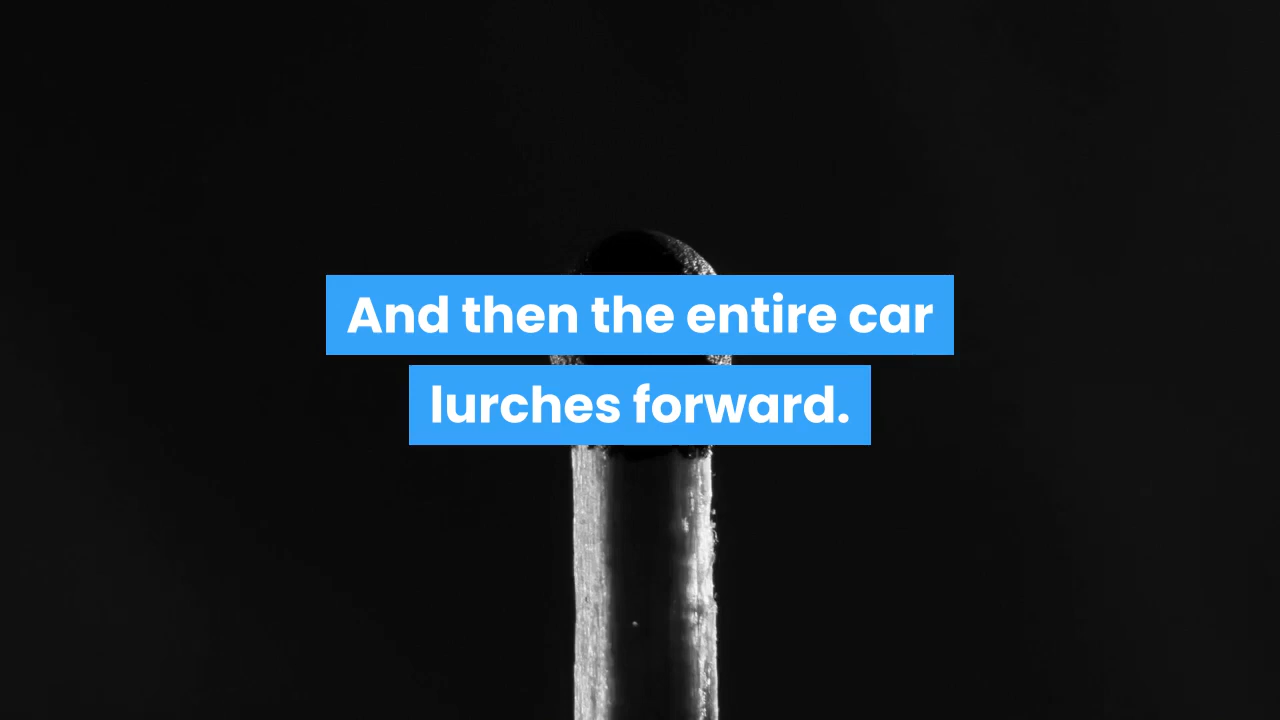 And then the entire car
lurches forward.